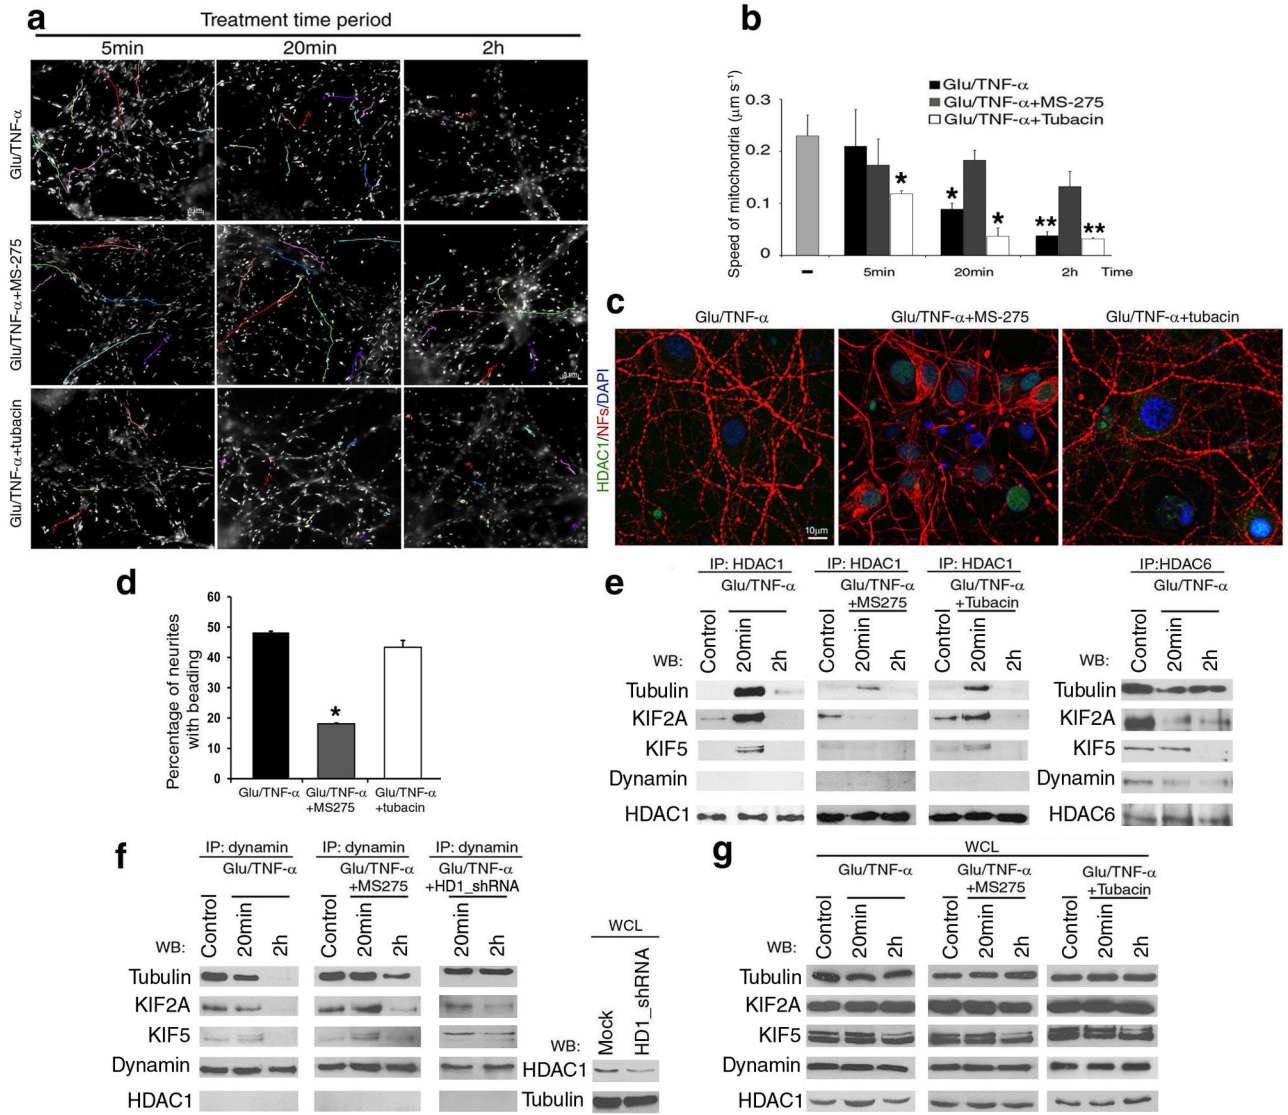 a
Treatment time period
5min 20min 2h
Glu/TNF-α
Glu/TNF-α+MS-275
Glu/TNF-α+tubacin
5 μm
b
Glu/TNF-α
Glu/TNF-α+MS-275
Glu/TNF-α+Tubacin
Speed of mitochondria (μm s⁻¹)
0.3
0.2
0.1
0
* * * ** **
– 5min 20min 2h Time
c
Glu/TNF-α Glu/TNF-α+MS-275 Glu/TNF-α+tubacin
HDAC1/NFs/DAPI
10μm
d
Percentage of neurites
with beading
60
50
40
30
20
10
0
*
Glu/TNF-α Glu/TNF-α Glu/TNF-α
+MS275 +tubacin
e
IP: HDAC1 IP: HDAC1 IP: HDAC1 IP:HDAC6
Glu/TNF-α Glu/TNF-α Glu/TNF-α Glu/TNF-α
+MS275 +Tubacin
WB: Control 20min 2h Control 20min 2h Control 20min 2h WB: Control 20min 2h
Tubulin Tubulin
KIF2A KIF2A
KIF5 KIF5
Dynamin Dynamin
HDAC1 HDAC6
f
IP: dynamin IP: dynamin IP: dynamin
Glu/TNF-α Glu/TNF-α Glu/TNF-α
+MS275 +HD1_shRNA
WB: Control 20min 2h Control 20min 2h 20min 2h
Tubulin
KIF2A
KIF5
Dynamin
HDAC1
WCL
WB: Mock HD1_shRNA
HDAC1
Tubulin
g
WCL
Glu/TNF-α Glu/TNF-α Glu/TNF-α
+MS275 +Tubacin
WB: Control 20min 2h Control 20min 2h Control 20min 2h
Tubulin
KIF2A
KIF5
Dynamin
HDAC1